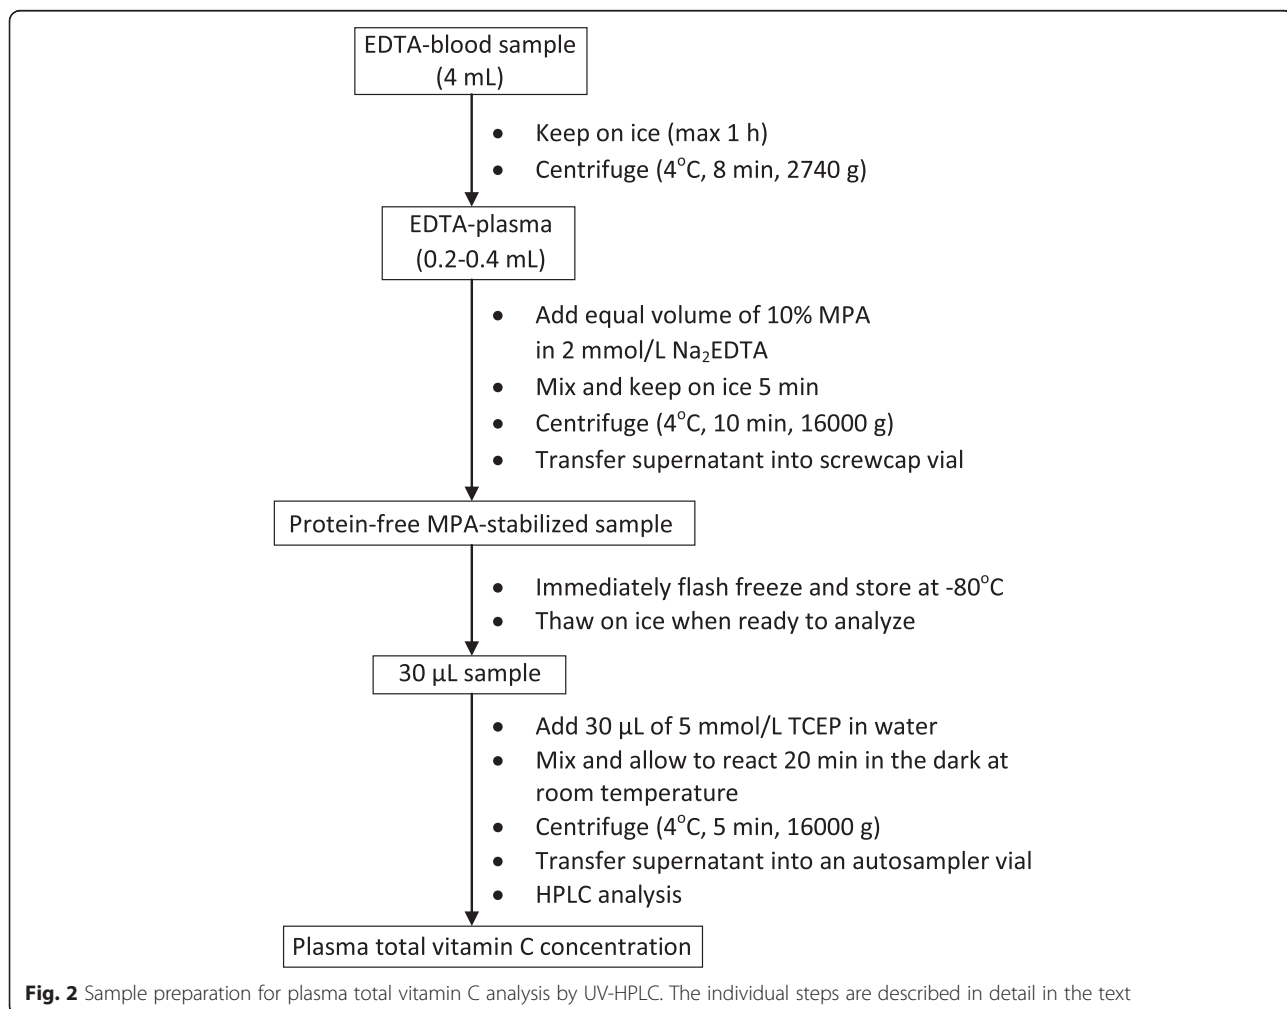 EDTA-blood sample
(4 mL)
• Keep on ice (max 1 h)
• Centrifuge (4°C, 8 min, 2740 g)
EDTA-plasma
(0.2-0.4 mL)
• Add equal volume of 10% MPA
in 2 mmol/L Na₂EDTA
• Mix and keep on ice 5 min
• Centrifuge (4°C, 10 min, 16000 g)
• Transfer supernatant into screwcap vial
Protein-free MPA-stabilized sample
• Immediately flash freeze and store at -80°C
• Thaw on ice when ready to analyze
30 µL sample
• Add 30 µL of 5 mmol/L TCEP in water
• Mix and allow to react 20 min in the dark at
room temperature
• Centrifuge (4°C, 5 min, 16000 g)
• Transfer supernatant into an autosampler vial
• HPLC analysis
Plasma total vitamin C concentration
Fig. 2 Sample preparation for plasma total vitamin C analysis by UV-HPLC. The individual steps are described in detail in the text